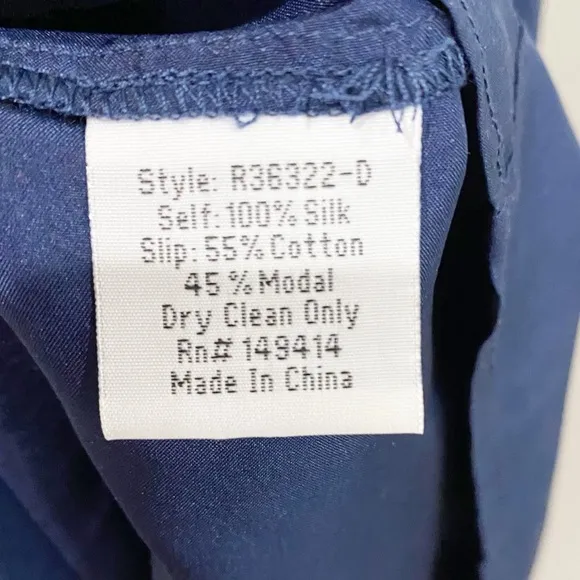 Style: R36322-D
Self: 100% Silk
Slip: 55% Cotton
45% Modal
Dry Clean Only
Rn# 149414
Made In China